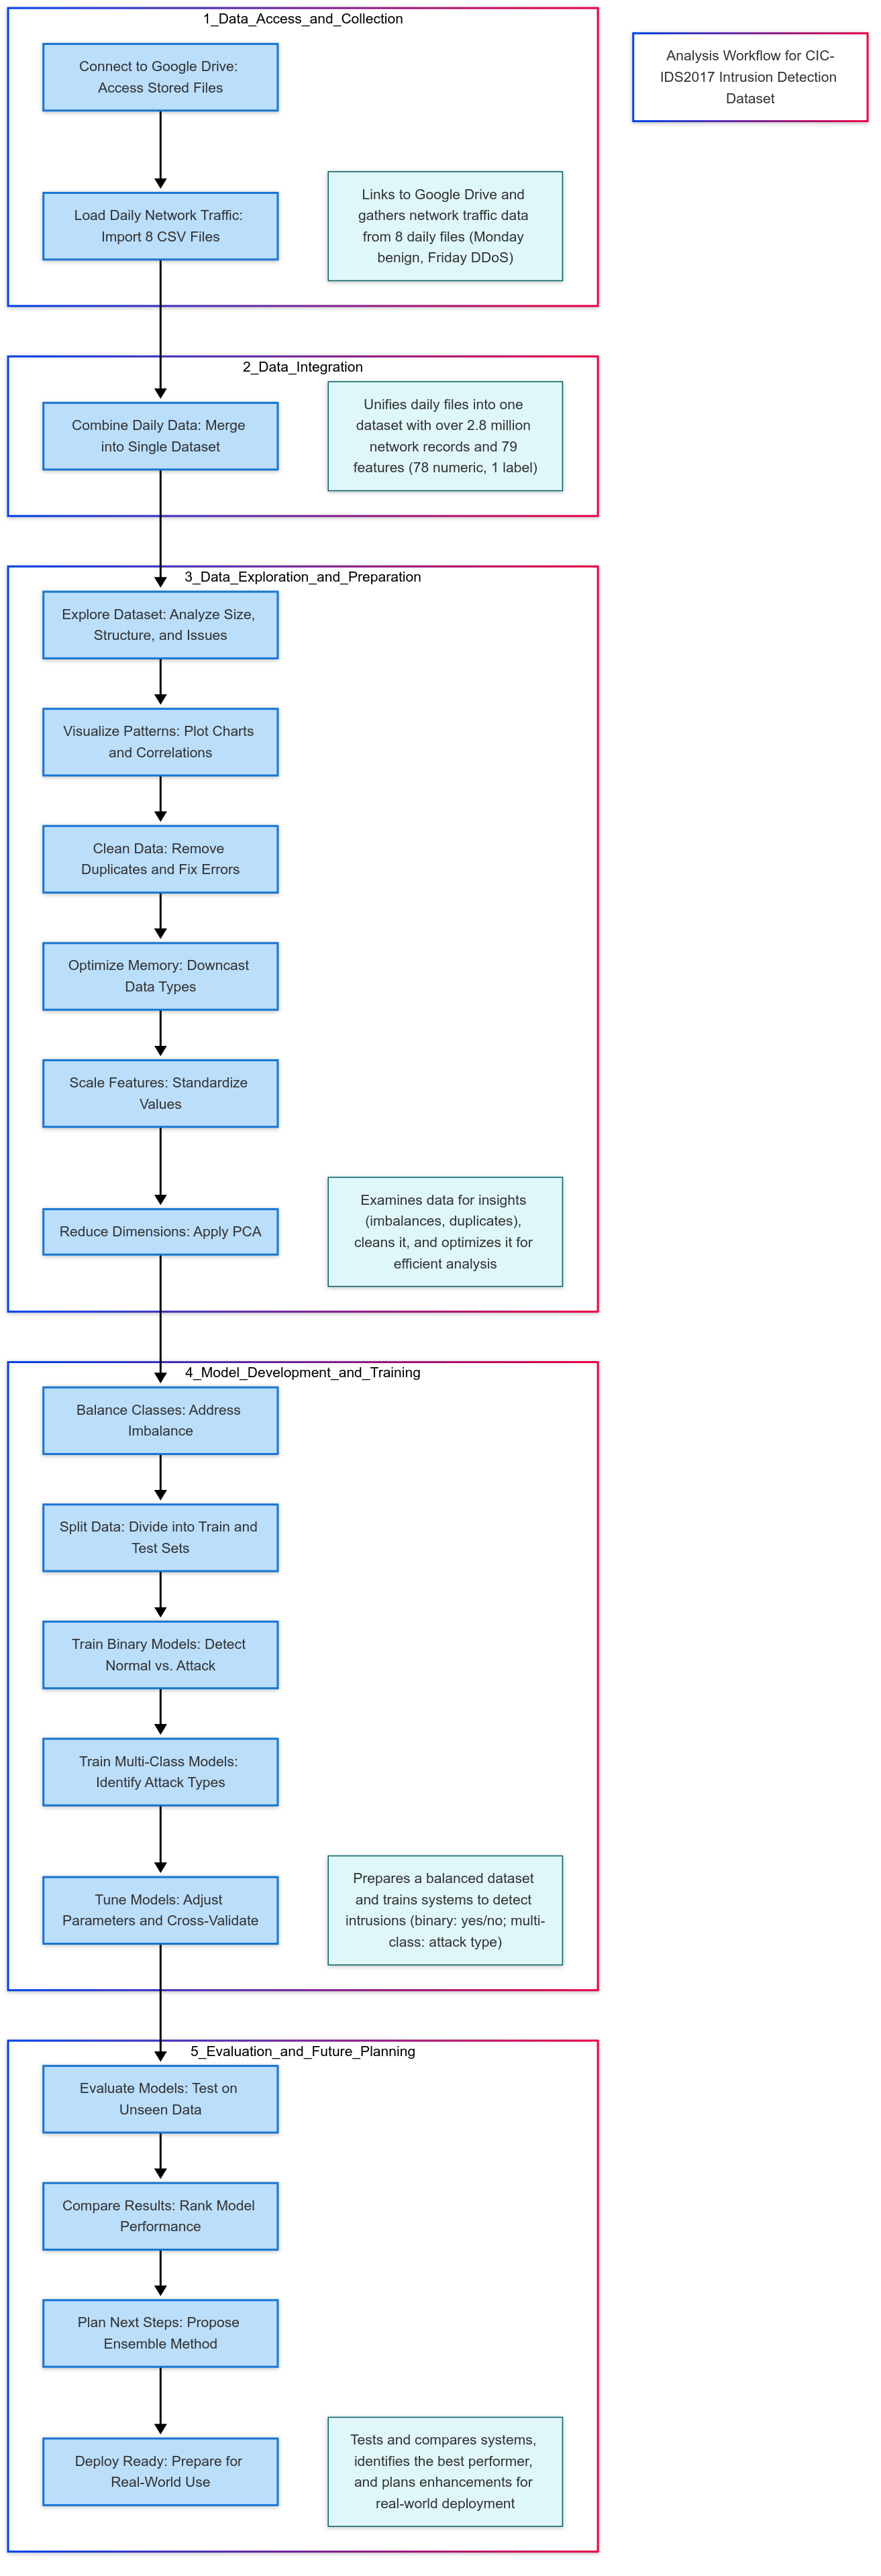 1_Data_Access_and_Collection
Analysis Workflow for CIC-
IDS2017 Intrusion Detection
Dataset
Connect to Google Drive:
Access Stored Files
Load Daily Network Traffic:
Import 8 CSV Files
Links to Google Drive and
gathers network traffic data
from 8 daily files (Monday
benign, Friday DDoS)
2_Data_Integration
Combine Daily Data: Merge
into Single Dataset
Unifies daily files into one
dataset with over 2.8 million
network records and 79
features (78 numeric, 1 label)
3_Data_Exploration_and_Preparation
Explore Dataset: Analyze Size,
Structure, and Issues
Visualize Patterns: Plot Charts
and Correlations
Clean Data: Remove
Duplicates and Fix Errors
Optimize Memory: Downcast
Data Types
Scale Features: Standardize
Values
Reduce Dimensions: Apply PCA
Examines data for insights
(imbalances, duplicates),
cleans it, and optimizes it for
efficient analysis
4_Model_Development_and_Training
Balance Classes: Address
Imbalance
Split Data: Divide into Train and
Test Sets
Train Binary Models: Detect
Normal vs. Attack
Train Multi-Class Models:
Identify Attack Types
Tune Models: Adjust
Parameters and Cross-Validate
Prepares a balanced dataset
and trains systems to detect
intrusions (binary: yes/no; multi-
class: attack type)
5_Evaluation_and_Future_Planning
Evaluate Models: Test on
Unseen Data
Compare Results: Rank Model
Performance
Plan Next Steps: Propose
Ensemble Method
Deploy Ready: Prepare for
Real-World Use
Tests and compares systems,
identifies the best performer,
and plans enhancements for
real-world deployment